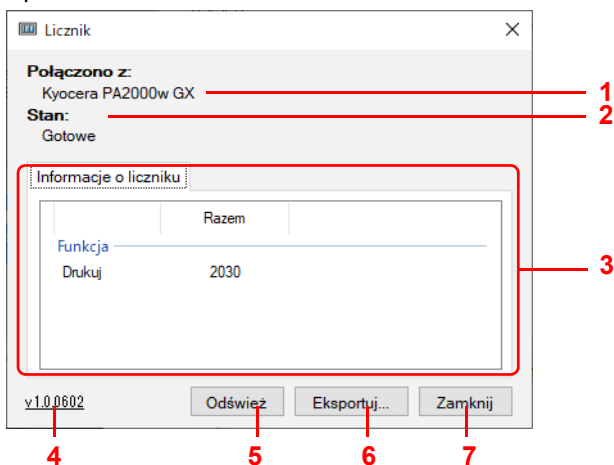 Licznik
Połączono z:
Kyocera PA2000w GX
1
Stan:
2
Gotowe
Informacje o liczniku
Razem
Funkcja
3
Drukuj 2030
v1.0.0602 Odśwież Eksportuj... Zamknij
4 5 6 7